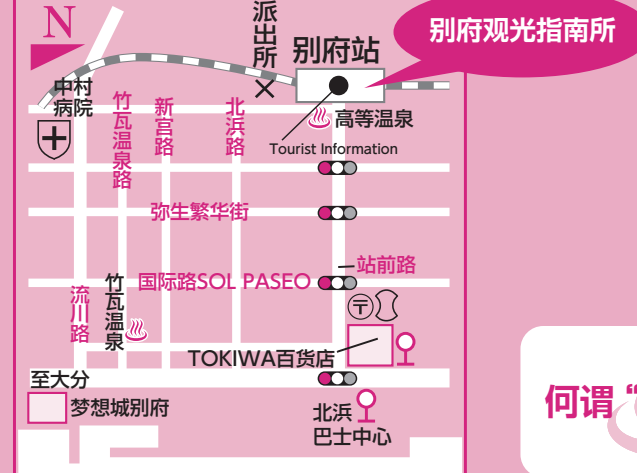 N
派出所
别府站
别府观光指南所
中村
病院
竹瓦温泉路
新宫路
北浜路
高等温泉
Tourist Information
弥生繁华街
站前路
国际路SOL PASEO
流川路
竹瓦温泉
〒
TOKIWA百货店
至大分
梦想城别府
北浜
巴士中心
何谓“